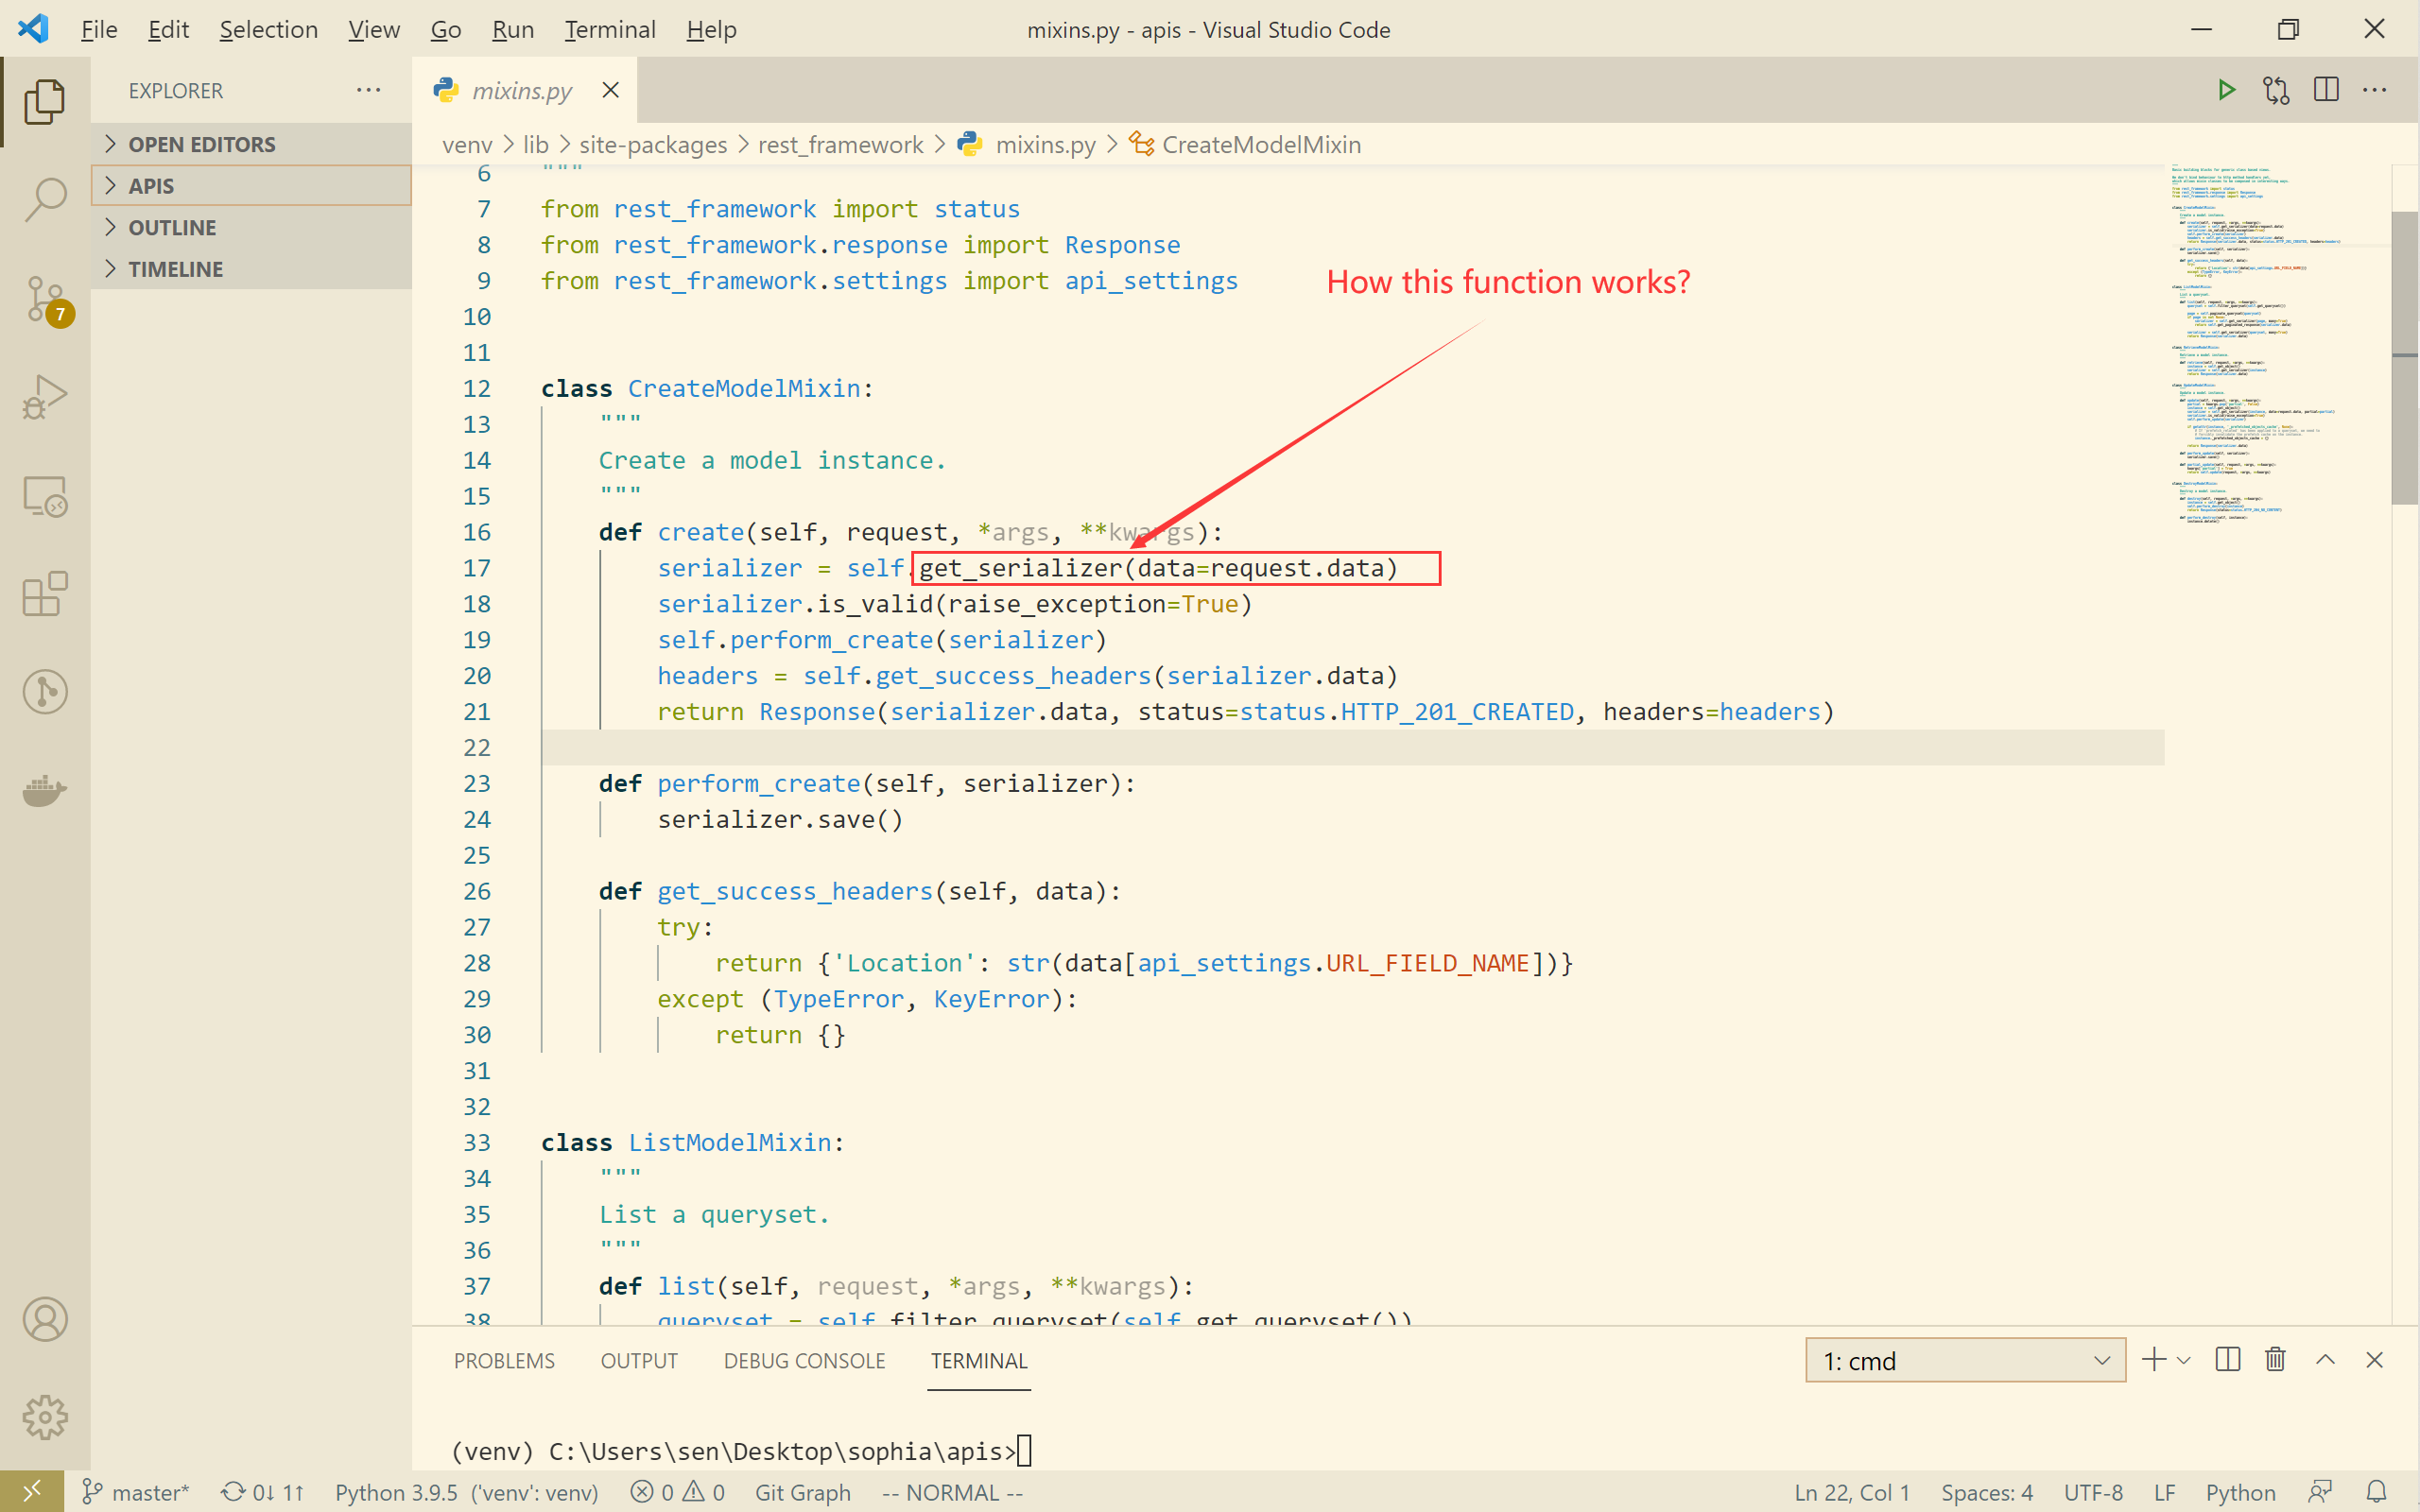 File Edit Selection View Go Run Terminal Help
mixins.py - apis - Visual Studio Code
EXPLORER
OPEN EDITORS
APIS
OUTLINE
TIMELINE
7
mixins.py
venv > lib > site-packages > rest_framework > mixins.py > CreateModelMixin
6 """
7 from rest_framework import status
8 from rest_framework.response import Response
9 from rest_framework.settings import api_settings
How this function works?
10
11
12 class CreateModelMixin:
13     """
14     Create a model instance.
15     """
16     def create(self, request, *args, **kwargs):
17         serializer = self.get_serializer(data=request.data)
18         serializer.is_valid(raise_exception=True)
19         self.perform_create(serializer)
20         headers = self.get_success_headers(serializer.data)
21         return Response(serializer.data, status=status.HTTP_201_CREATED, headers=headers)
22
23     def perform_create(self, serializer):
24         serializer.save()
25
26     def get_success_headers(self, data):
27         try:
28             return {'Location': str(data[api_settings.URL_FIELD_NAME])}
29         except (TypeError, KeyError):
30             return {}
31
32
33 class ListModelMixin:
34     """
35     List a queryset.
36     """
37     def list(self, request, *args, **kwargs):
38         queryset = self.filter_queryset(self.get_queryset())
PROBLEMS OUTPUT DEBUG CONSOLE TERMINAL
1: cmd
(venv) C:\Users\sen\Desktop\sophia\apis>
master* 0↓ 1↑ Python 3.9.5 ('venv': venv) 0 0 Git Graph -- NORMAL --
Ln 22, Col 1 Spaces: 4 UTF-8 LF Python